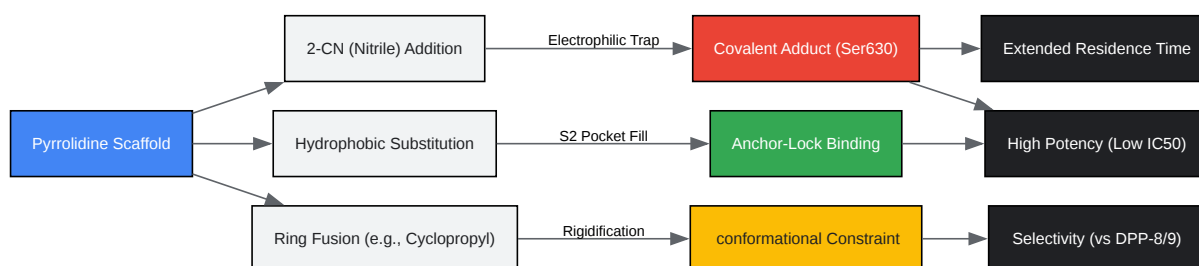 2-CN (Nitrile) Addition
Electrophilic Trap
Covalent Adduct (Ser630)
Extended Residence Time
Pyrrolidine Scaffold
Hydrophobic Substitution
S2 Pocket Fill
Anchor-Lock Binding
High Potency (Low IC50)
Ring Fusion (e.g., Cyclopropyl)
Rigidification
conformational Constraint
Selectivity (vs DPP-8/9)